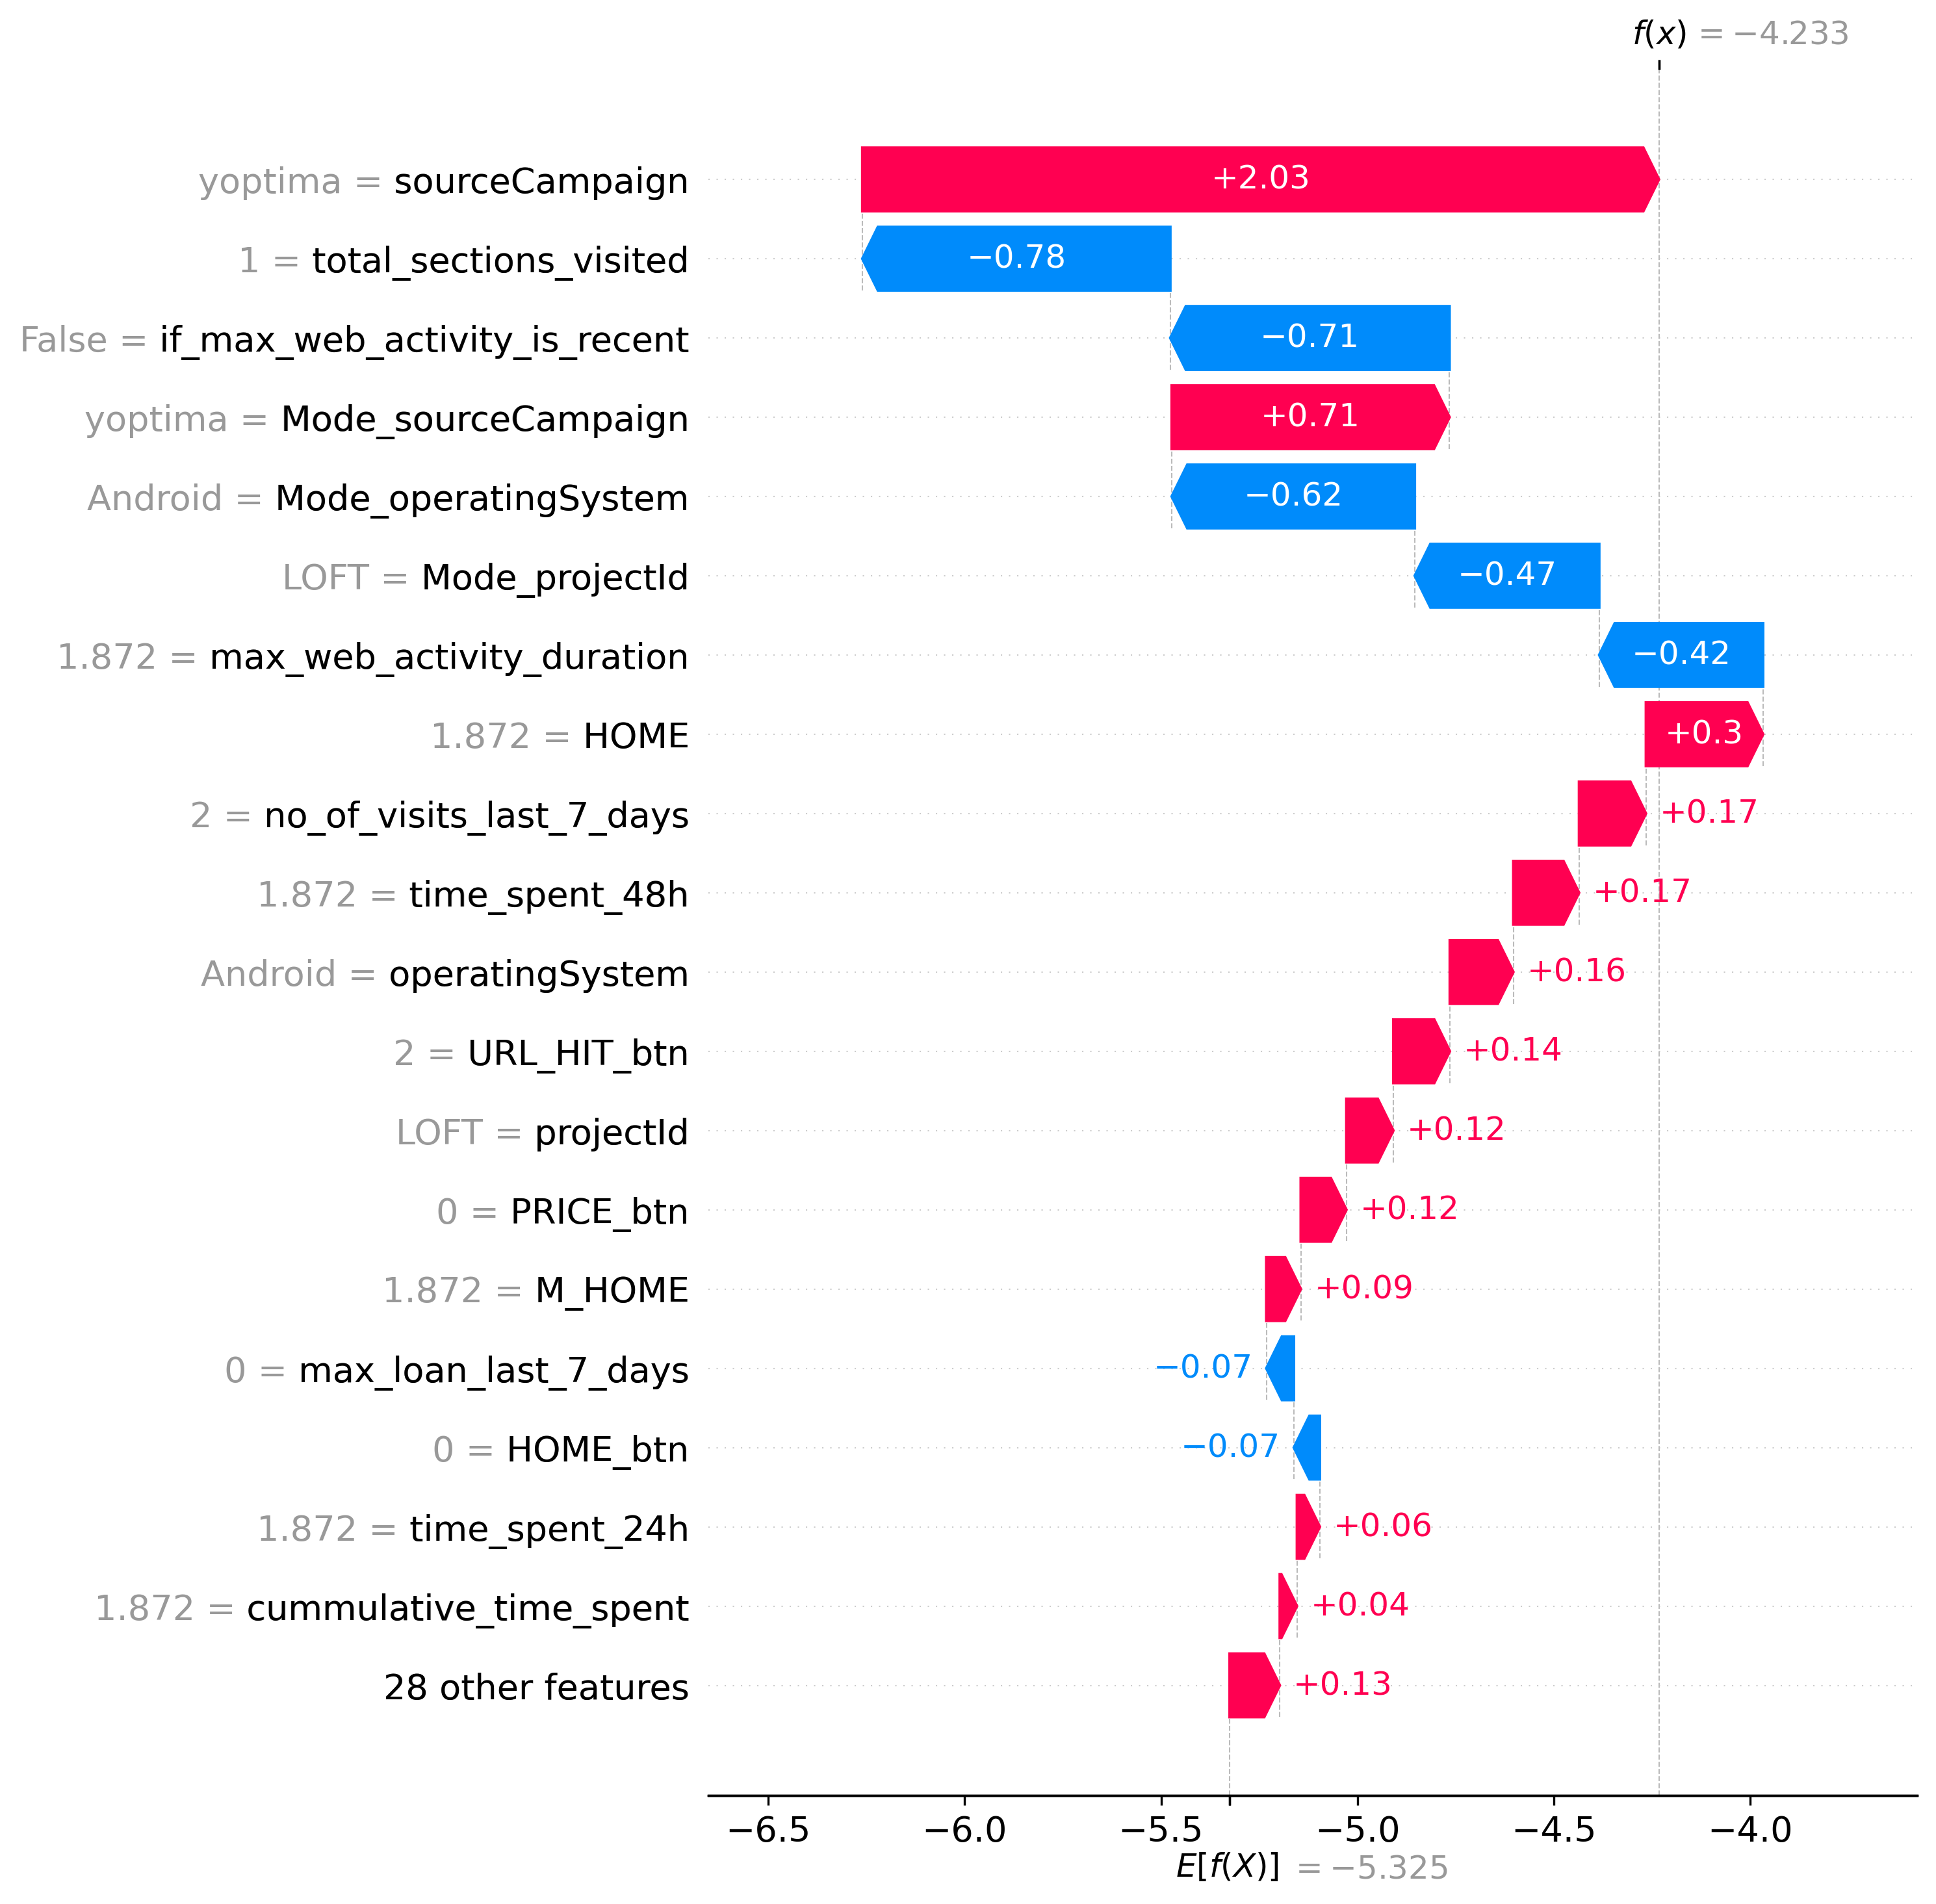 f(x) = −4.233
yoptima = sourceCampaign +2.03
1 = total_sections_visited −0.78
False = if_max_web_activity_is_recent −0.71
yoptima = Mode_sourceCampaign +0.71
Android = Mode_operatingSystem −0.62
LOFT = Mode_projectId −0.47
1.872 = max_web_activity_duration −0.42
1.872 = HOME +0.3
2 = no_of_visits_last_7_days +0.17
1.872 = time_spent_48h +0.17
Android = operatingSystem +0.16
2 = URL_HIT_btn +0.14
LOFT = projectId +0.12
0 = PRICE_btn +0.12
1.872 = M_HOME +0.09
0 = max_loan_last_7_days −0.07
0 = HOME_btn −0.07
1.872 = time_spent_24h +0.06
1.872 = cummulative_time_spent +0.04
28 other features +0.13
−6.5 −6.0 −5.5 −5.0 −4.5 −4.0
E[f(X)] = −5.325